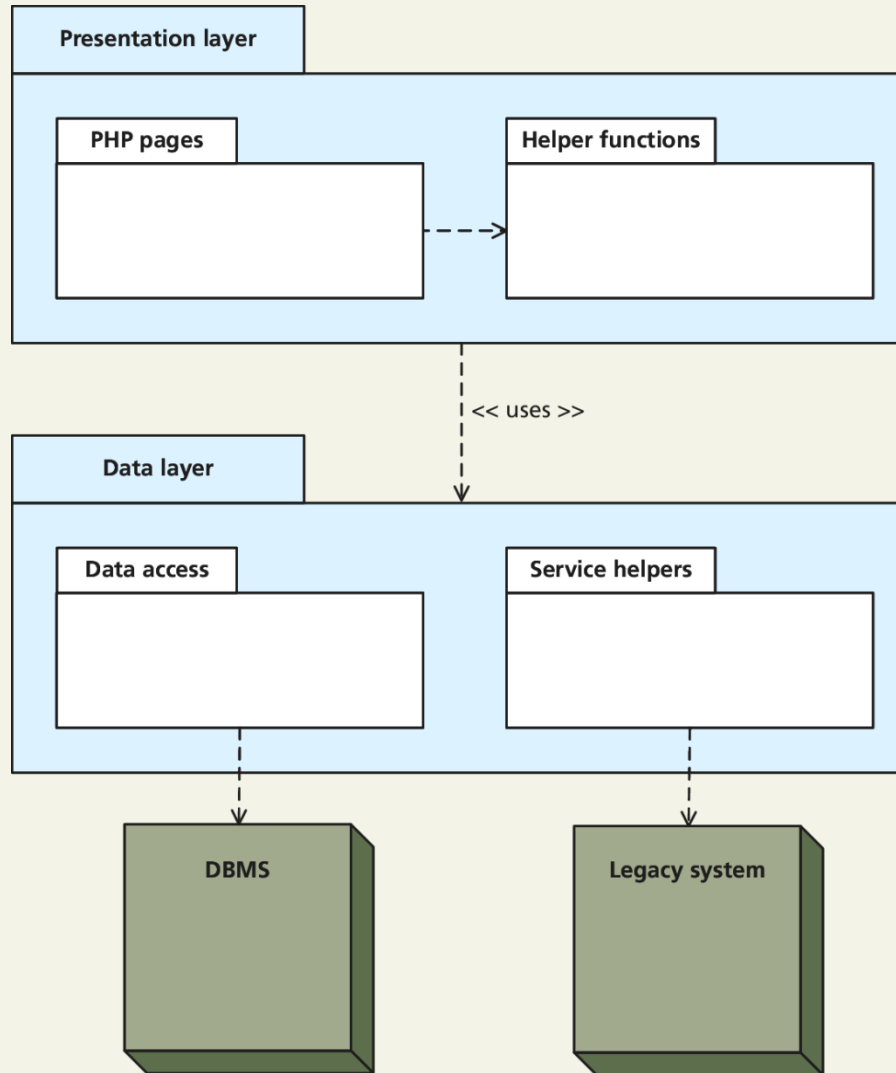 Presentation layer
PHP pages
Helper functions
<< uses >>
Data layer
Data access
Service helpers
DBMS
Legacy system